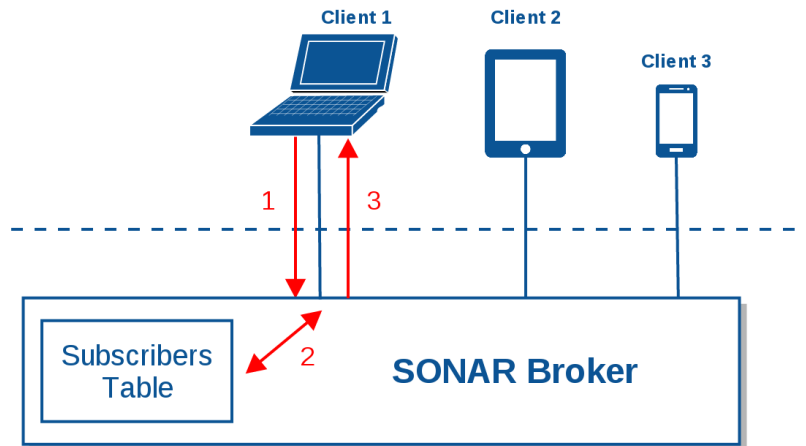 Client 1
Client 2
Client 3
1
3
2
Subscribers
Table
SONAR Broker